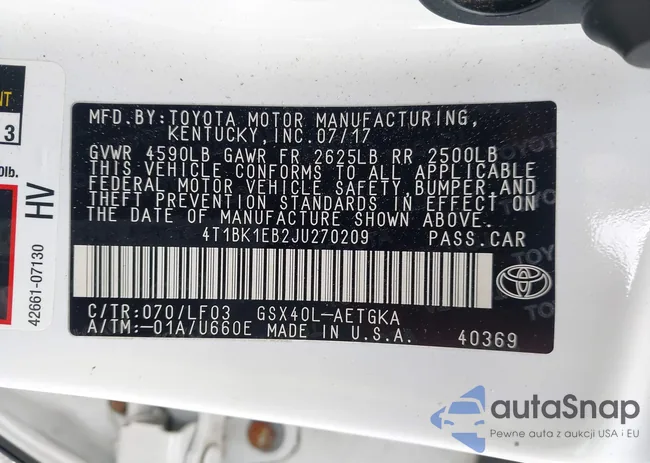 MFD.BY:TOYOTA MOTOR MANUFACTURING,
KENTUCKY,INC.07/17
GVWR 4590LB GAWR FR 2625LB RR 2500LB
THIS VEHICLE CONFORMS TO ALL APPLICABLE
FEDERAL MOTOR VEHICLE SAFETY,BUMPER,AND
THEFT PREVENTION STANDARDS IN EFFECT ON
THE DATE OF MANUFACTURE SHOWN ABOVE.
4T1BK1EB2JU270209 PASS.CAR
C/TR:070/LF03 GSX40L-AETGKA
A/TM:-01A/U660E MADE IN U.S.A. 40369
NT
3
0lb.
HV
42661-07130
autaSnap
Pewne auta z aukcji USA i EU